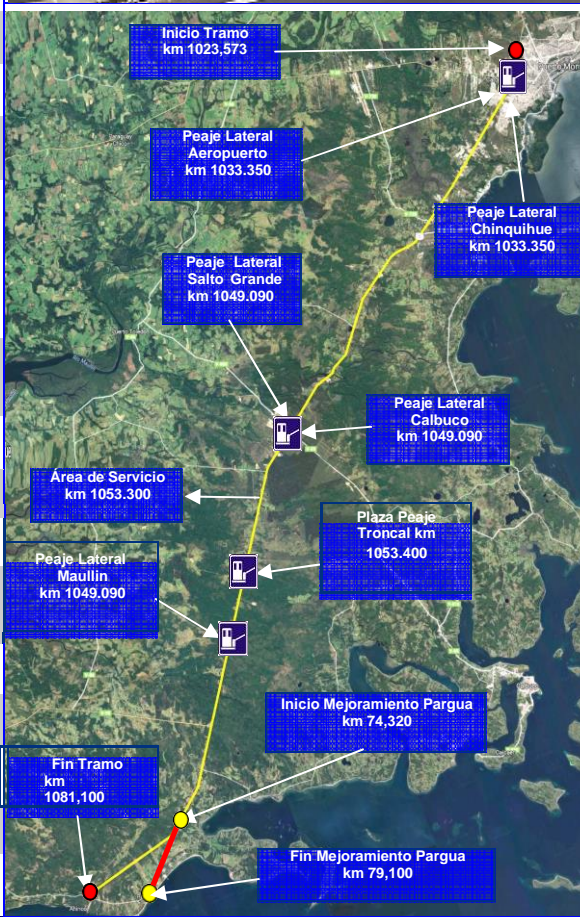 Inicio Tramo
km 1023,573
Peaje Lateral
Aeropuerto
km 1033.350
Peaje Lateral
Chinquihue
km 1033.350
Peaje Lateral
Salto Grande
km 1049.090
Peaje Lateral
Calbuco
km 1049.090
Área de Servicio
km 1053.300
Plaza Peaje
Troncal km
1053.400
Peaje Lateral
Maullin
km 1049.090
Inicio Mejoramiento Pargua
km 74,320
Fin Tramo
km
1081,100
Fin Mejoramiento Pargua
km 79,100